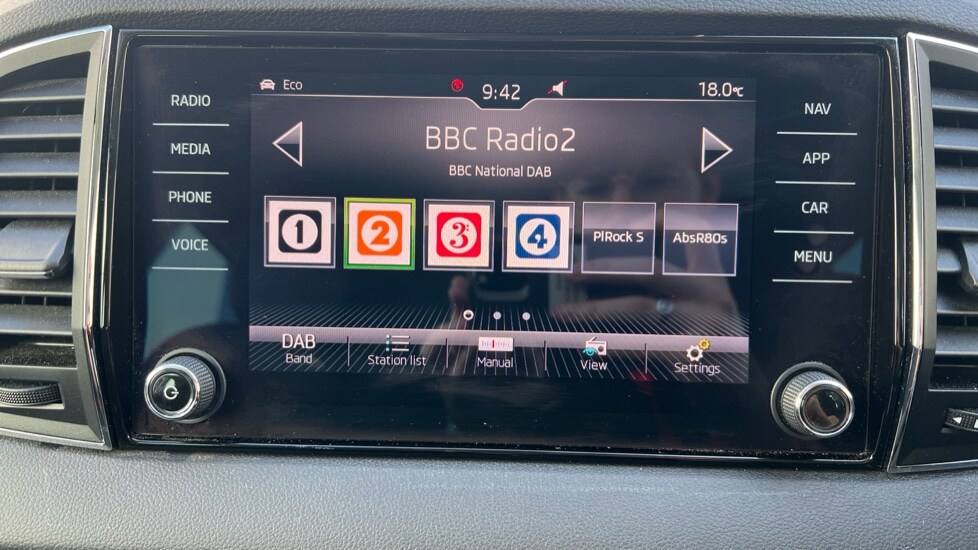 RADIO
MEDIA
PHONE
VOICE
Eco
9:42
18.0°C
BBC Radio2
BBC National DAB
1
2
3
4
PlRock S
AbsR80s
DAB
Band
Station list
Manual
View
Settings
NAV
APP
CAR
MENU